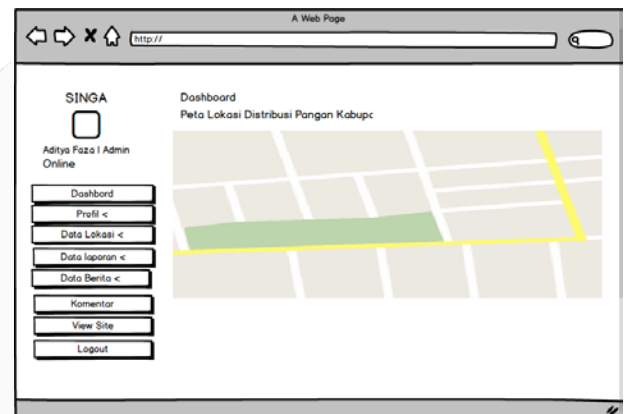 A Web Page
http://
SINGA
Aditya Faza | Admin
Online
Dashbord
Profil <
Data Lokasi <
Data laporan <
Data Berita <
Komentar
View Site
Logout
Dashboard
Peta Lokasi Distribusi Pangan Kabupc